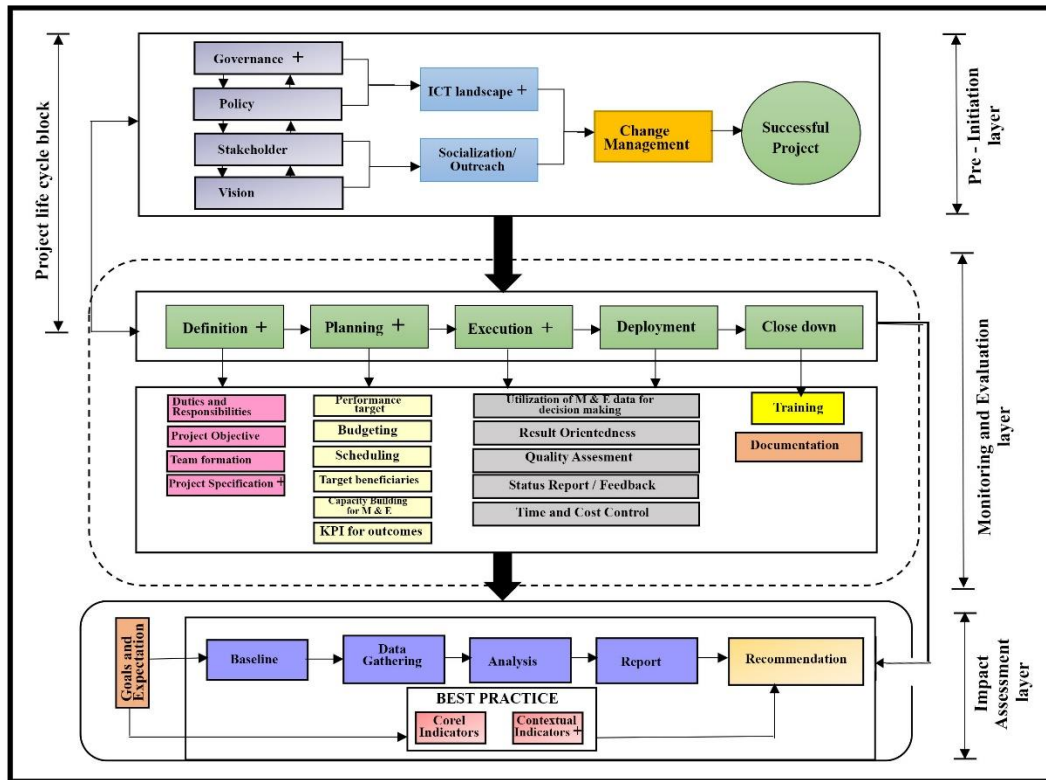 Project life cycle block
Governance +
Policy
Stakeholder
Vision
ICT landscape +
Socialization/
Outreach
Change
Management
Successful
Project
Pre - Initiation
layer
Definition +
Planning +
Execution +
Deployment
Close down
Duties and
Responsibilities
Project Objective
Team formation
Project Specification +
Performance
target
Budgeting
Scheduling
Target beneficiaries
Capacity Building
for M & E
KPI for outcomes
Utilization of M & E data for
decision making
Result Orientedness
Quality Assesment
Status Report / Feedback
Time and Cost Control
Training
Documentation
Monitoring and Evaluation
layer
Goals and
Expectation
Baseline
Data
Gathering
Analysis
Report
Recommendation
BEST PRACTICE
Corel
Indicators
Contextual
Indicators +
Impact
Assessment
layer